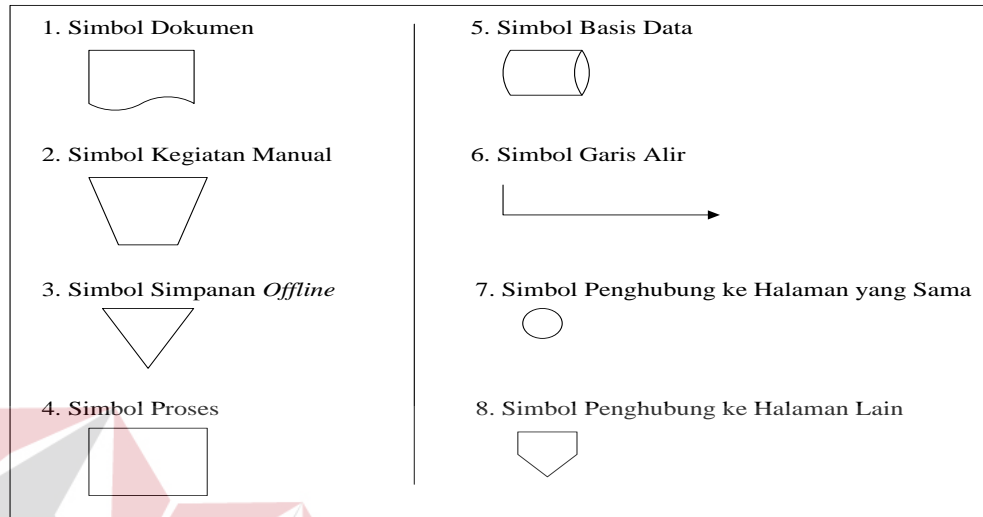 1. Simbol Dokumen
2. Simbol Kegiatan Manual
3. Simbol Simpanan Offline
4. Simbol Proses
5. Simbol Basis Data
6. Simbol Garis Alir
7. Simbol Penghubung ke Halaman yang Sama
8. Simbol Penghubung ke Halaman Lain